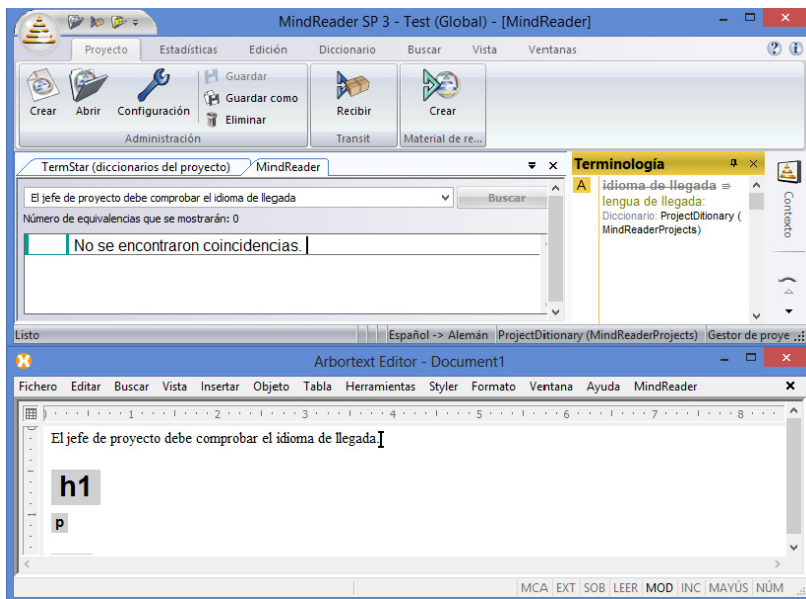 MindReader SP 3 - Test (Global) - [MindReader]
Proyecto Estadísticas Edición Diccionario Buscar Vista Ventanas
Crear Abrir Configuración
Guardar
Guardar como
Eliminar
Administración
Recibir
Transit
Crear
Material de re...
TermStar (diccionarios del proyecto) MindReader
El jefe de proyecto debe comprobar el idioma de llegada
Buscar
Número de equivalencias que se mostrarán: 0
No se encontraron coincidencias.
Terminología
A idioma de llegada ⇒
lengua de llegada:
Diccionario: ProjectDitionary (
MindReaderProjects)
Contexto
Listo Español -> Alemán ProjectDitionary (MindReaderProjects) Gestor de proye
Arbortext Editor - Document1
Fichero Editar Buscar Vista Insertar Objeto Tabla Herramientas Styler Formato Ventana Ayuda MindReader
1 2 3 4 5 6 7 8
El jefe de proyecto debe comprobar el idioma de llegada.
h1
p
MCA EXT SOB LEER MOD INC MAYÚS NÚM